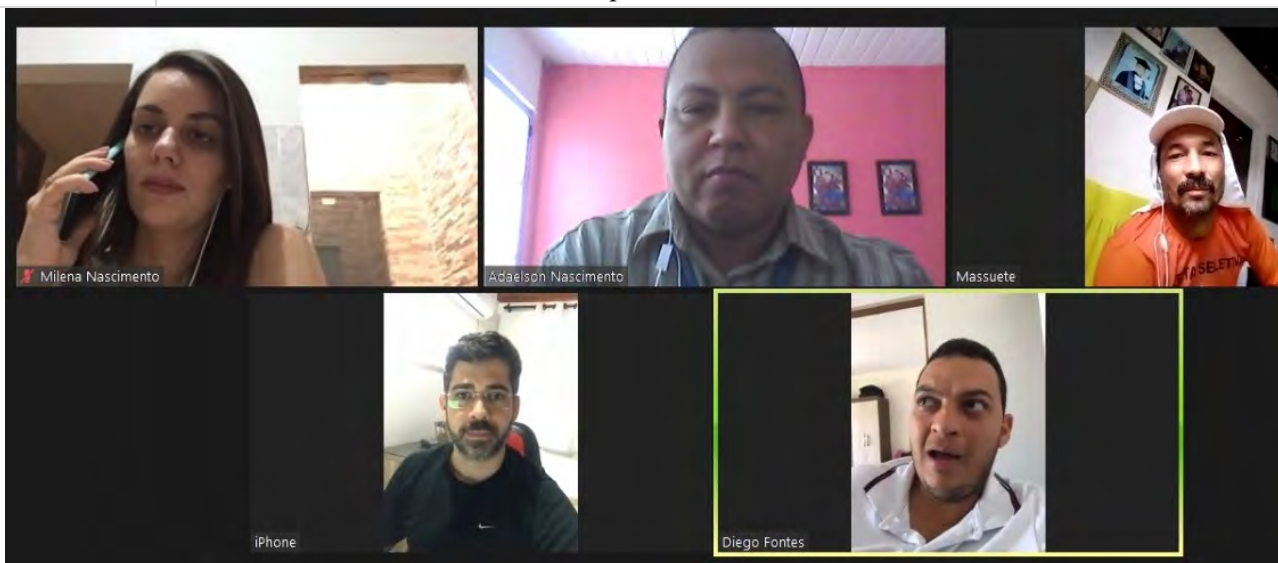 Milena Nascimento
Adaelson Nascimento
Massuete
iPhone
Diego Fontes